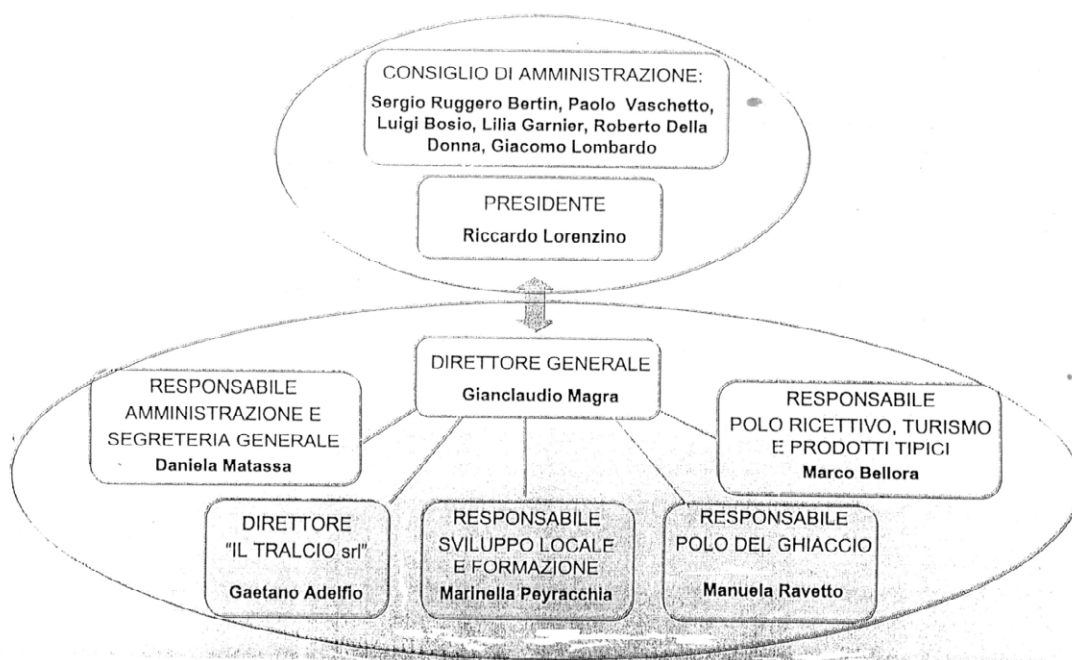 CONSIGLIO DI AMMINISTRAZIONE:
Sergio Ruggero Bertin, Paolo Vaschetto,
Luigi Bosio, Lilia Garnier, Roberto Della
Donna, Giacomo Lombardo
PRESIDENTE
Riccardo Lorenzino
DIRETTORE GENERALE
Gianclaudio Magra
RESPONSABILE
AMMINISTRAZIONE E
SEGRETERIA GENERALE
Daniela Matassa
RESPONSABILE
POLO RICETTIVO, TURISMO
E PRODOTTI TIPICI
Marco Bellora
DIRETTORE
"IL TRALCIO srl"
Gaetano Adelfio
RESPONSABILE
SVILUPPO LOCALE
E FORMAZIONE
Marinella Peyracchia
RESPONSABILE
POLO DEL GHIACCIO
Manuela Ravetto